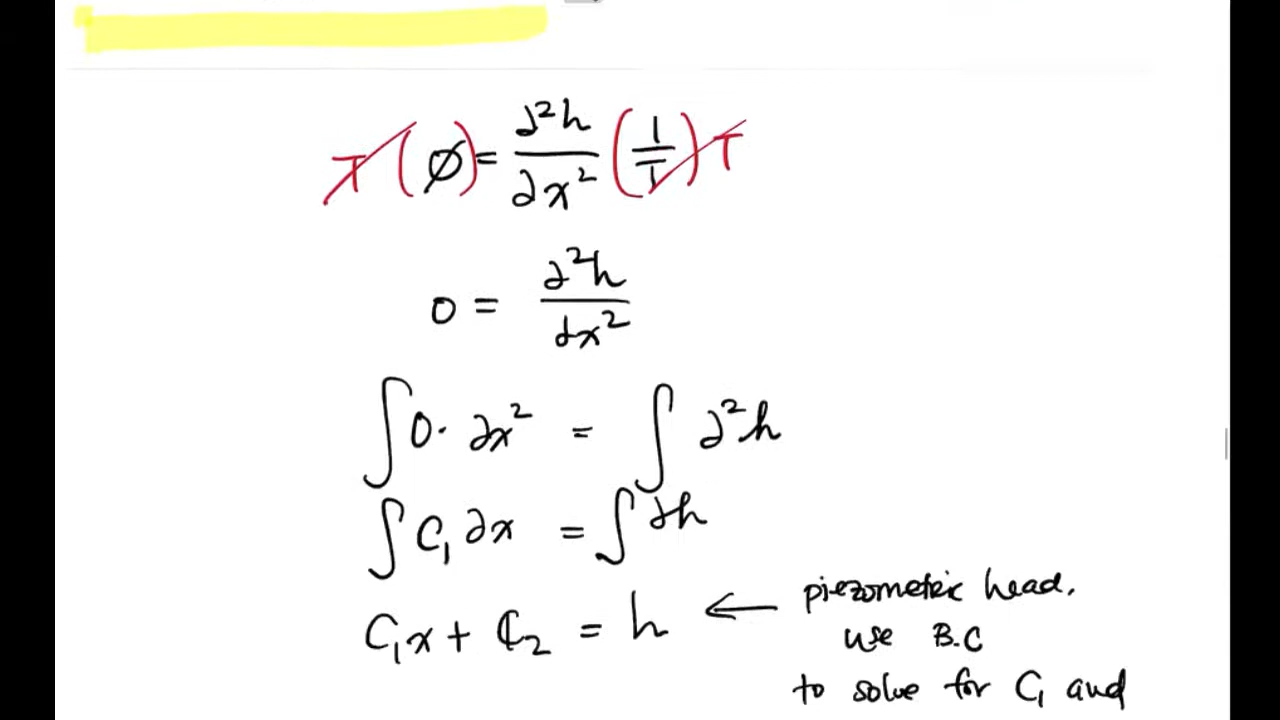 T(∅) = ∂²h/∂x² (1/T) T
0 = ∂²h/∂x²
∫0·∂x² = ∫∂²h
∫C₁∂x = ∫∂h
C₁x + C₂ = h ← piezometric head.
use B.C
to solve for C₁ and